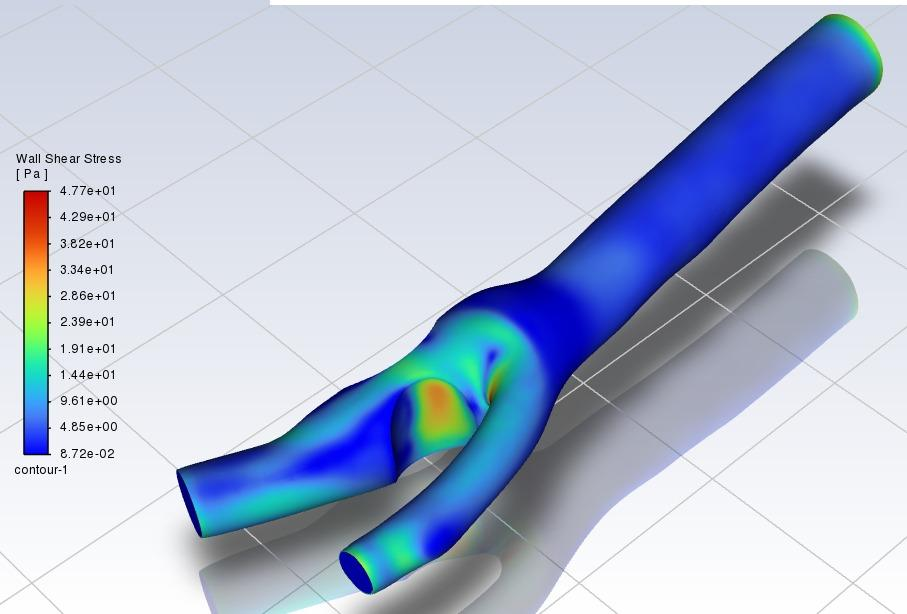 Wall Shear Stress
[ Pa ]
4.77e+01
4.29e+01
3.82e+01
3.34e+01
2.86e+01
2.39e+01
1.91e+01
1.44e+01
9.61e+00
4.85e+00
8.72e-02
contour-1